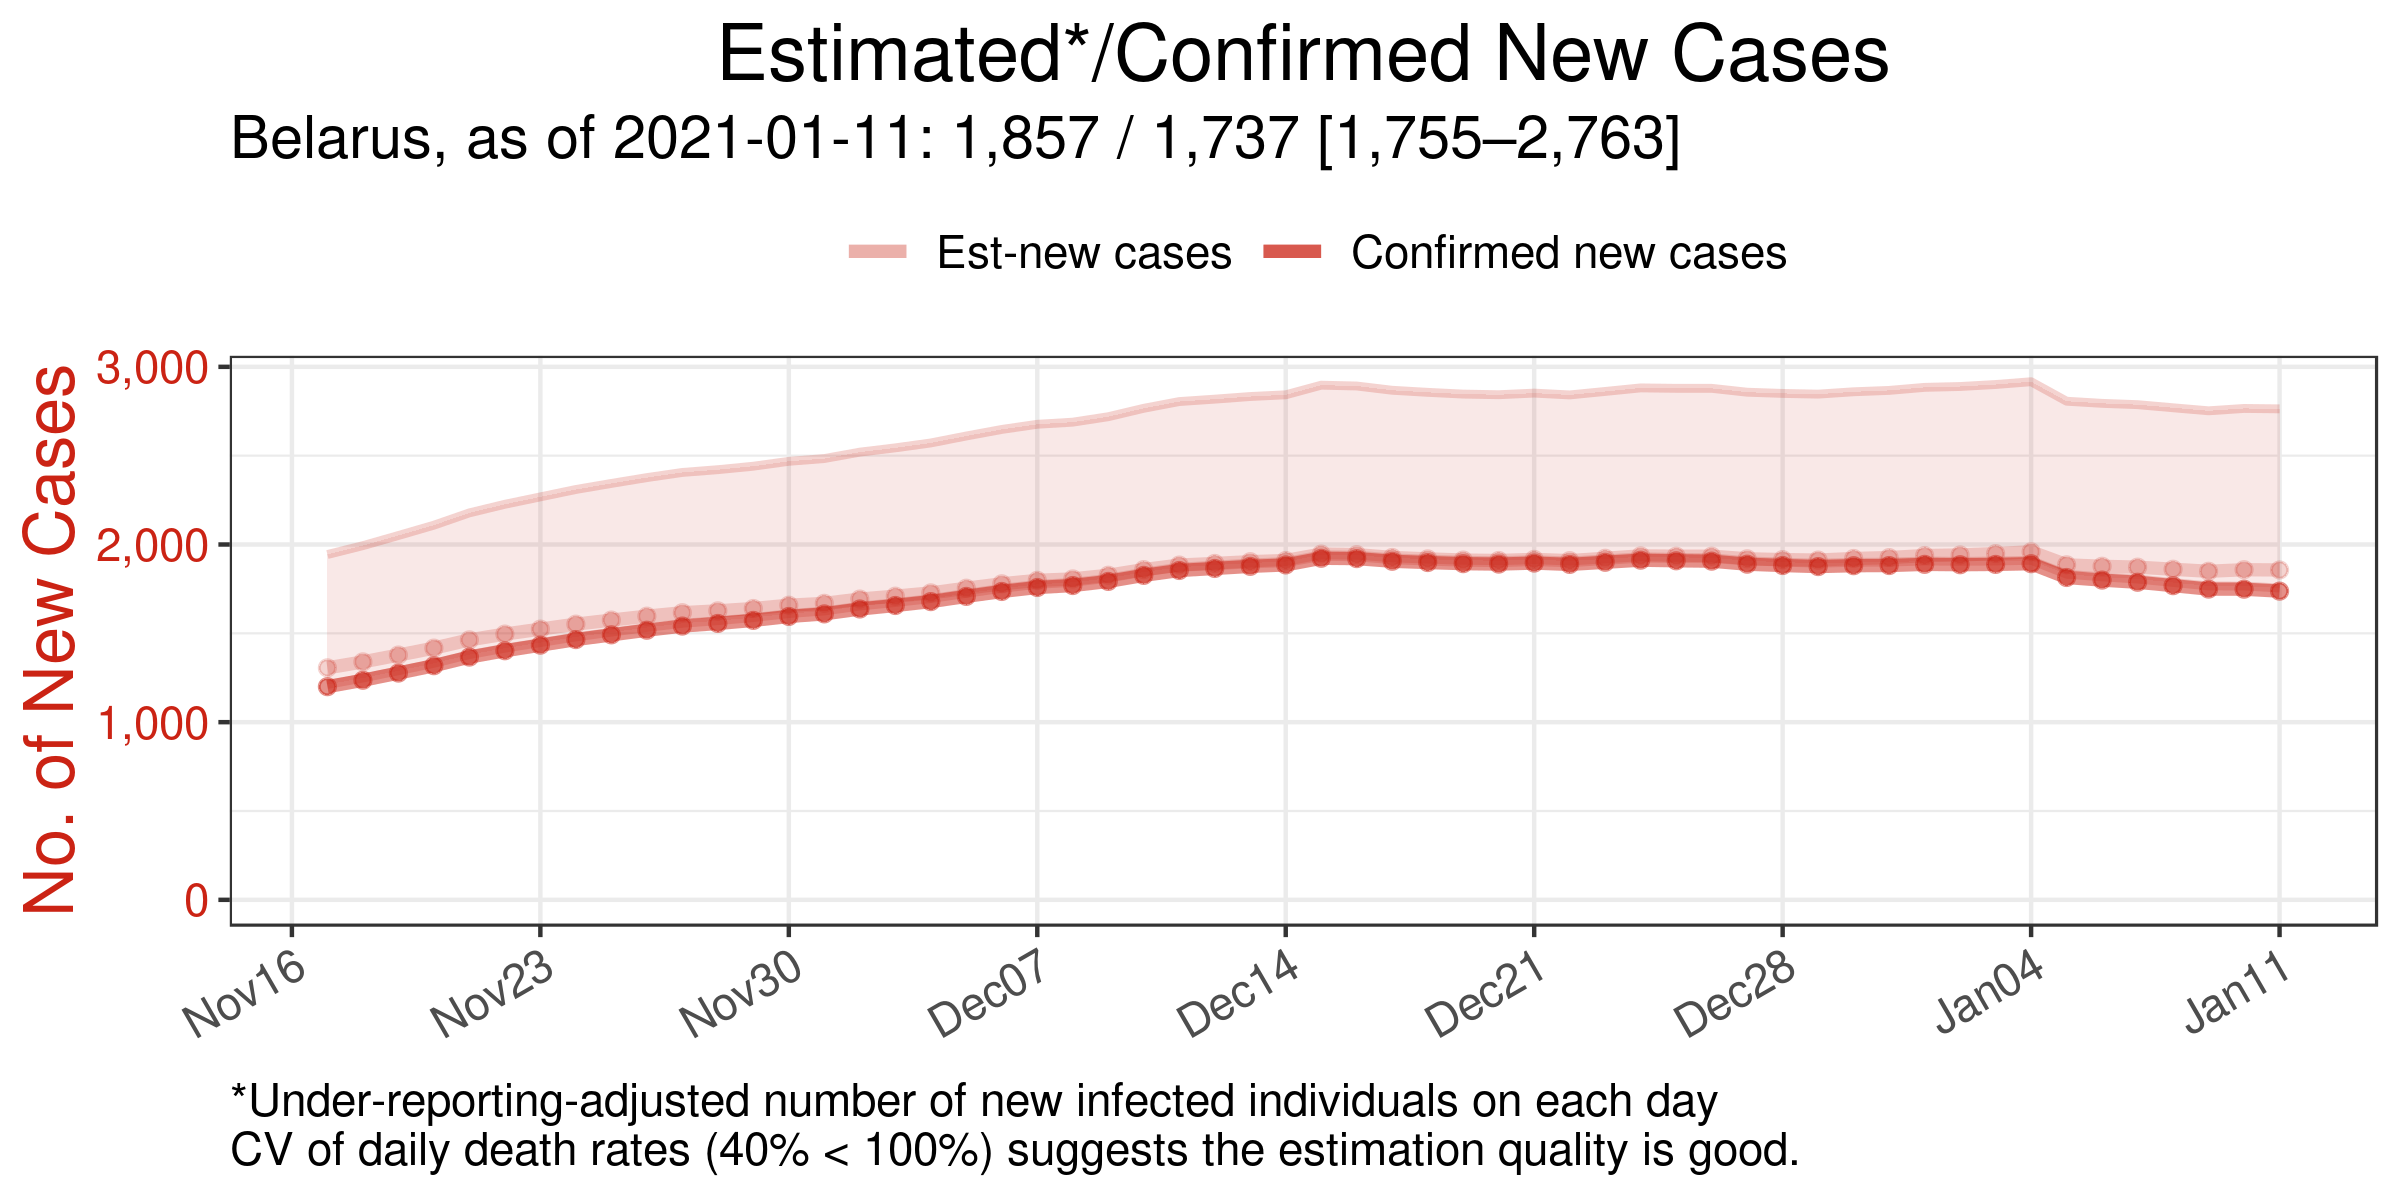 Estimated*/Confirmed New Cases
Belarus, as of 2021-01-11: 1,857 / 1,737 [1,755–2,763]
Est-new cases Confirmed new cases
No. of New Cases
3,000
2,000
1,000
0
Nov16 Nov23 Nov30 Dec07 Dec14 Dec21 Dec28 Jan04 Jan11
*Under-reporting-adjusted number of new infected individuals on each day
CV of daily death rates (40% < 100%) suggests the estimation quality is good.